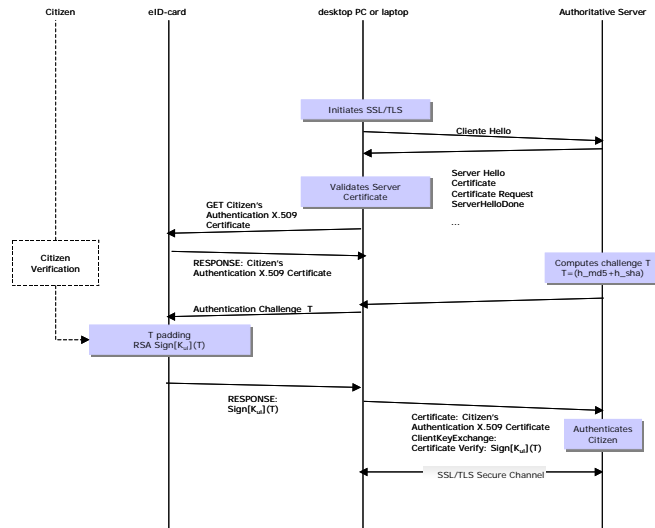 Citizen
eID-card
desktop PC or laptop
Authoritative Server
Initiates SSL/TLS
Cliente Hello
Server Hello
Certificate
Certificate Request
ServerHelloDone
...
Validates Server
Certificate
GET Citizen's
Authentication X.509
Certificate
Citizen
Verification
RESPONSE: Citizen's
Authentication X.509 Certificate
Computes challenge T
T=(h_md5+h_sha)
Authentication Challenge T
T padding
RSA Sign[Kui](T)
RESPONSE:
Sign[Kui](T)
Certificate: Citizen's
Authentication X.509 Certificate
ClientKeyExchange:
Certificate Verify: Sign[Kui](T)
Authenticates
Citizen
SSL/TLS Secure Channel